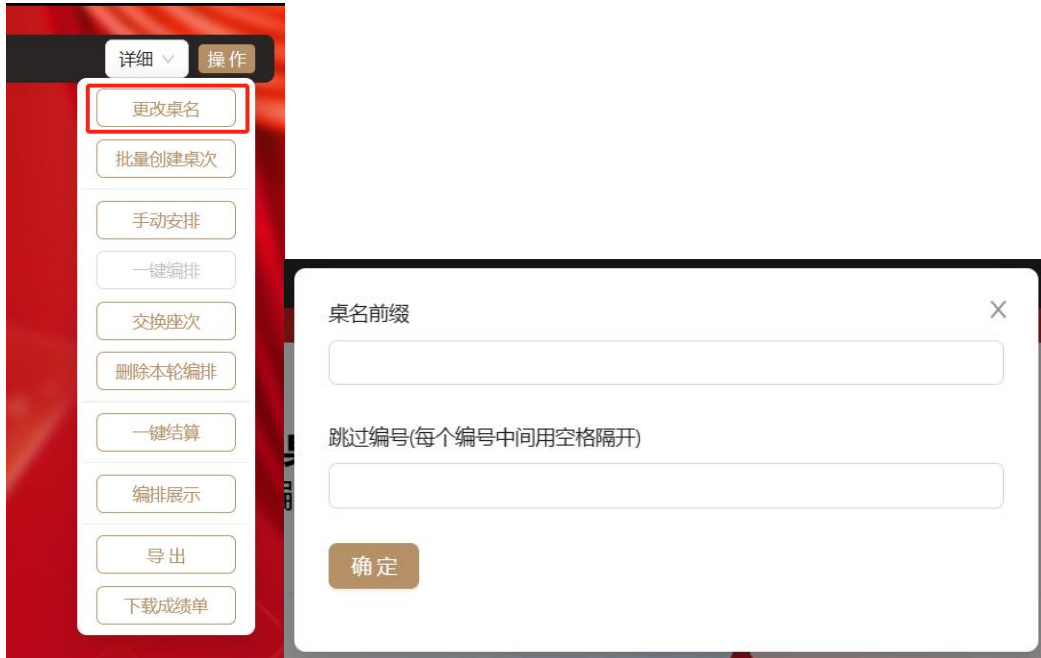 详细
操作
更改桌名
批量创建桌次
手动安排
一键编排
交换座次
删除本轮编排
一键结算
编排展示
导出
下载成绩单
桌名前缀
跳过编号(每个编号中间用空格隔开)
确定